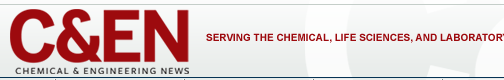 C&EN
CHEMICAL & ENGINEERING NEWS
SERVING THE CHEMICAL, LIFE SCIENCES, AND LABORATORY